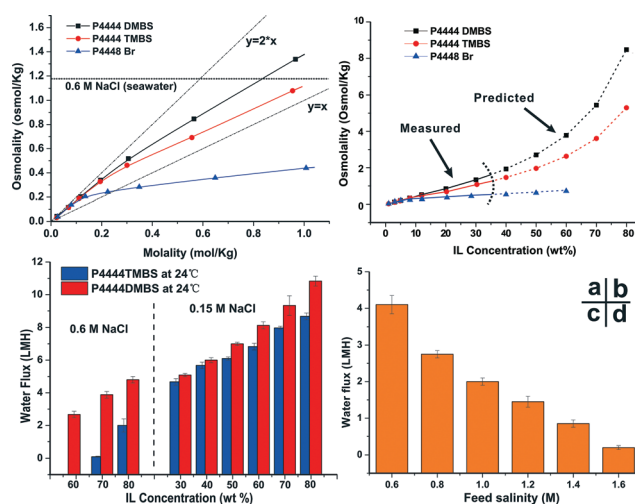 1.8
1.6
1.4
1.2
1.0
0.8
0.6
0.4
0.2
0.0
Osmolality (osmol/Kg)
P4444 DMBS
P4444 TMBS
P4448 Br
y=2*x
0.6 M NaCl (seawater)
y=x
0.0 0.2 0.4 0.6 0.8 1.0
Molality (mol/Kg)
10
8
6
4
2
0
Osmolality (Osmol/Kg)
P4444 DMBS
P4444 TMBS
P4448 Br
Predicted
Measured
0 10 20 30 40 50 60 70 80
IL Concentration (wt%)
12
10
8
6
4
2
0
Water Flux (LMH)
P4444TMBS at 24℃
P4444DMBS at 24℃
0.6 M NaCl
0.15 M NaCl
60 70 80 30 40 50 60 70 80
IL Concentration (wt %)
5
4
3
2
1
0
Water flux (LMH)
a b
c d
0.6 0.8 1.0 1.2 1.4 1.6
Feed salinity (M)